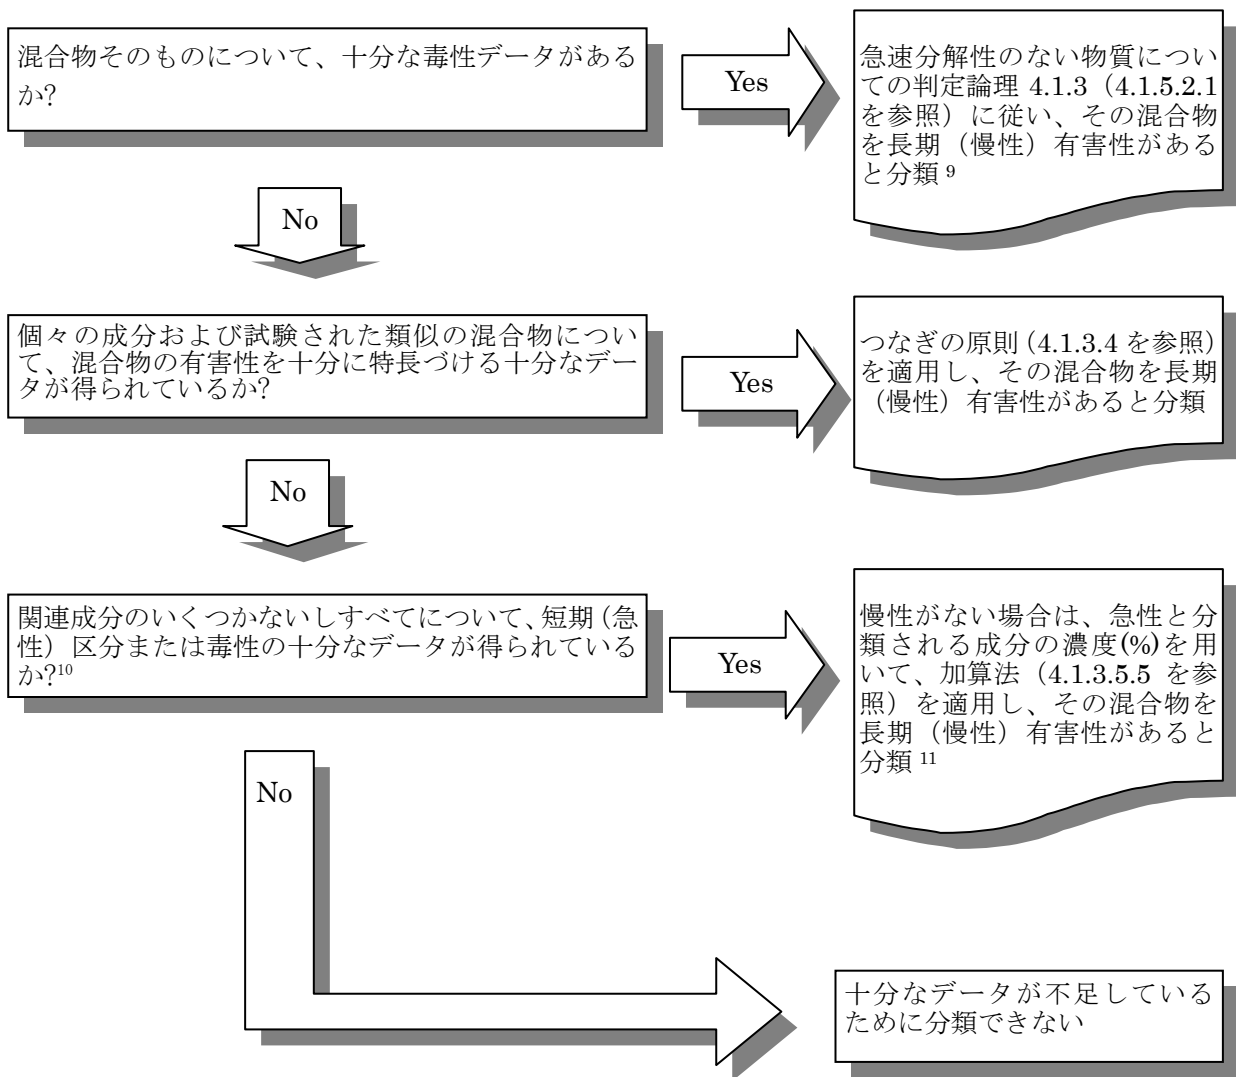 混合物そのものについて、十分な毒性データがある
か?
Yes
急速分解性のない物質につい
ての判定論理 4.1.3（4.1.5.2.1
を参照）に従い、その混合物
を長期（慢性）有害性がある
と分類 9
No
個々の成分および試験された類似の混合物につい
て、混合物の有害性を十分に特長づける十分なデー
タが得られているか?
Yes
つなぎの原則（4.1.3.4 を参照）
を適用し、その混合物を長期
（慢性）有害性があると分類
No
関連成分のいくつかないしすべてについて、短期（急
性）区分または毒性の十分なデータが得られている
か?10
Yes
慢性がない場合は、急性と分
類される成分の濃度(%)を用
いて、加算法（4.1.3.5.5 を参
照）を適用し、その混合物を
長期（慢性）有害性があると
分類 11
No
十分なデータが不足している
ために分類できない